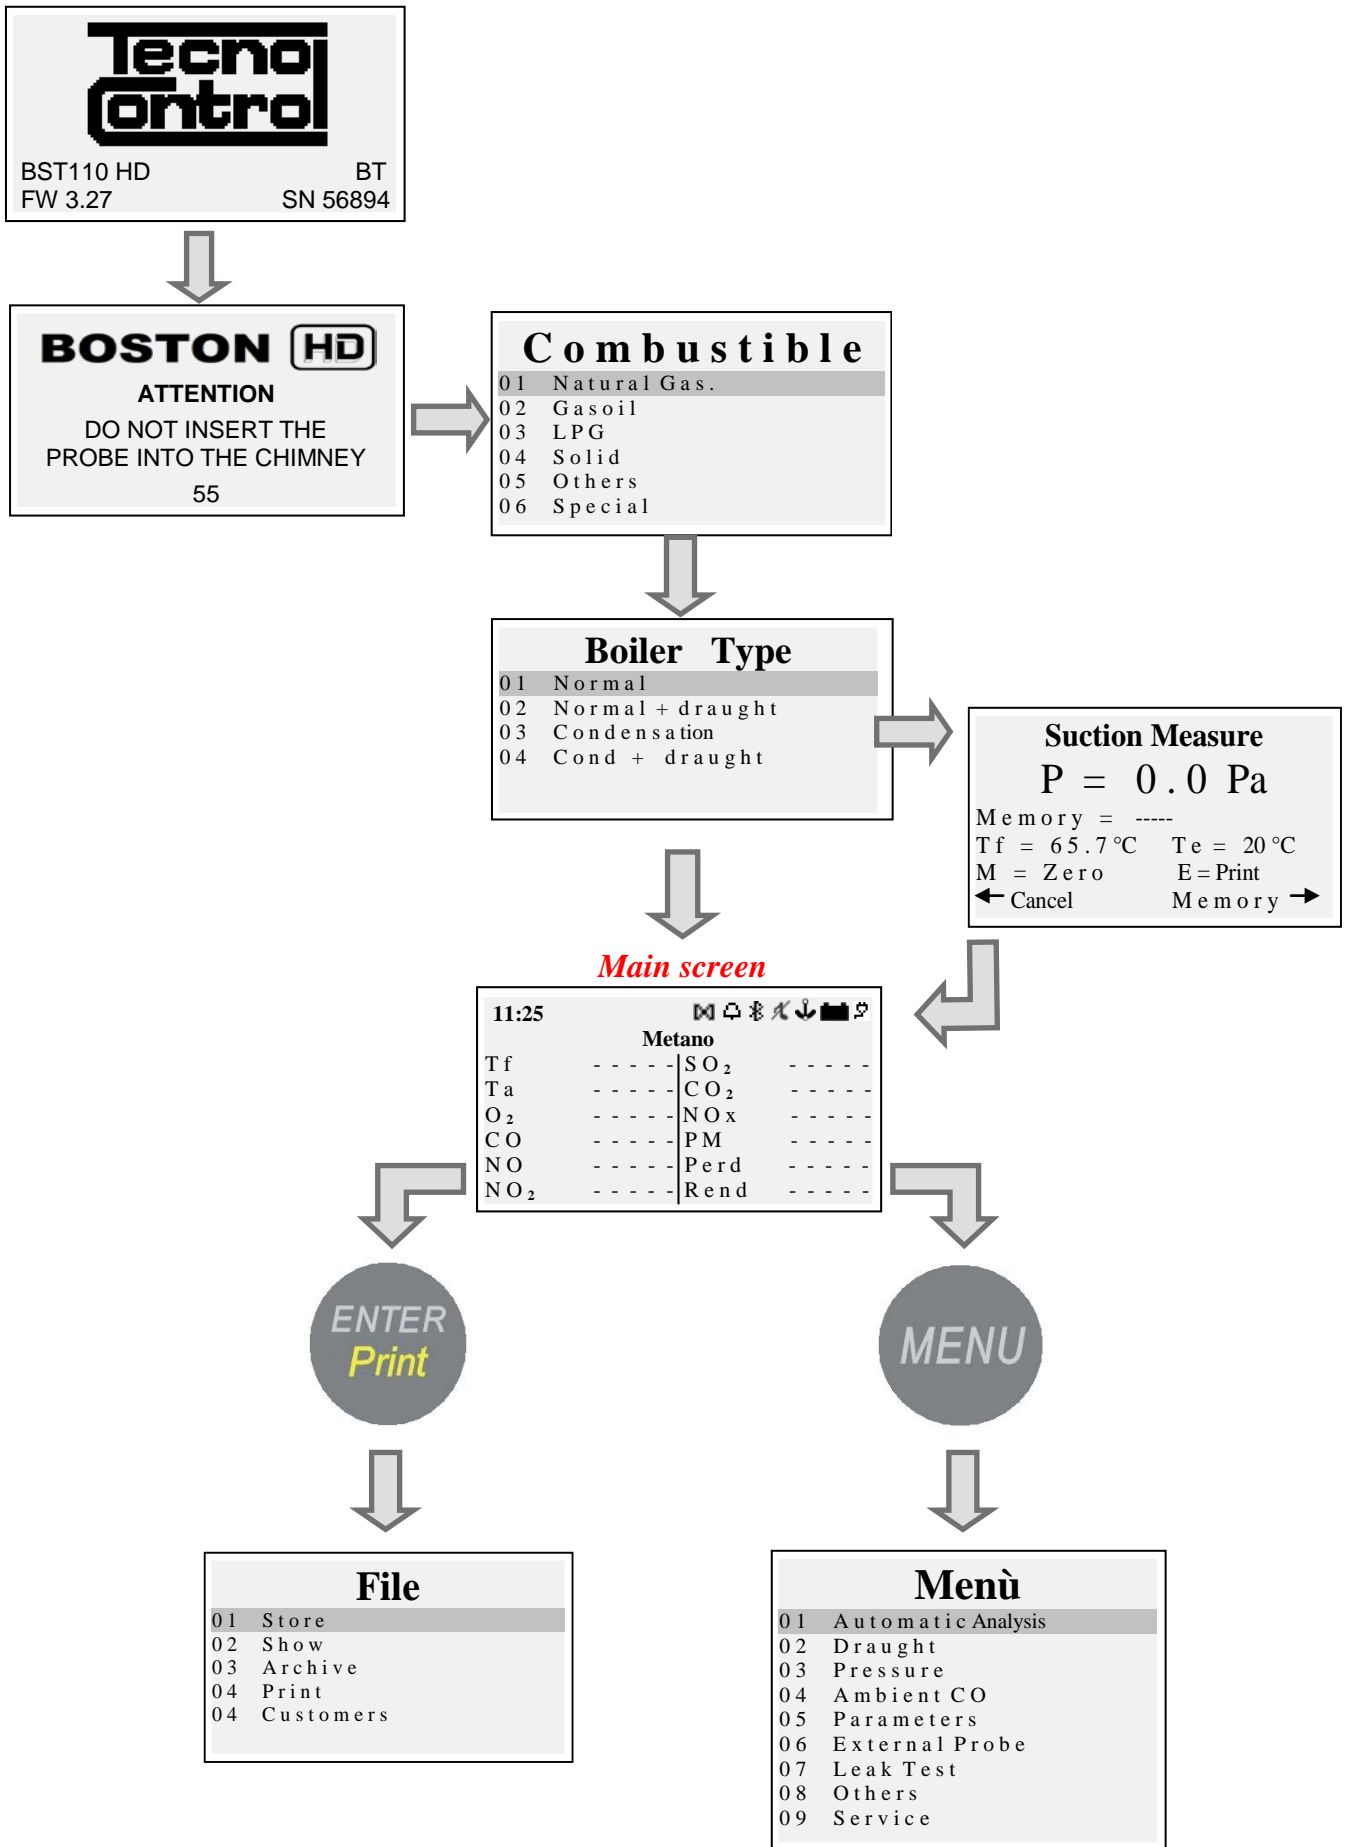 Tecno
Control
BST110 HD BT
FW 3.27 SN 56894
BOSTON HD
ATTENTION
DO NOT INSERT THE
PROBE INTO THE CHIMNEY
55
Combustible
01 Natural Gas.
02 Gasoil
03 LPG
04 Solid
05 Others
06 Special
Boiler Type
01 Normal
02 Normal + draught
03 Condensation
04 Cond + draught
Suction Measure
P = 0.0 Pa
Memory = -----
Tf = 65.7 °C Te = 20 °C
M = Zero E = Print
← Cancel Memory →
Main screen
11:25
Metano
Tf ----- SO₂ -----
Ta ----- CO₂ -----
O₂ ----- NOx -----
CO ----- PM -----
NO ----- Perd -----
NO₂ ----- Rend -----
ENTER
Print
MENU
File
01 Store
02 Show
03 Archive
04 Print
04 Customers
Menù
01 Automatic Analysis
02 Draught
03 Pressure
04 Ambient CO
05 Parameters
06 External Probe
07 Leak Test
08 Others
09 Service